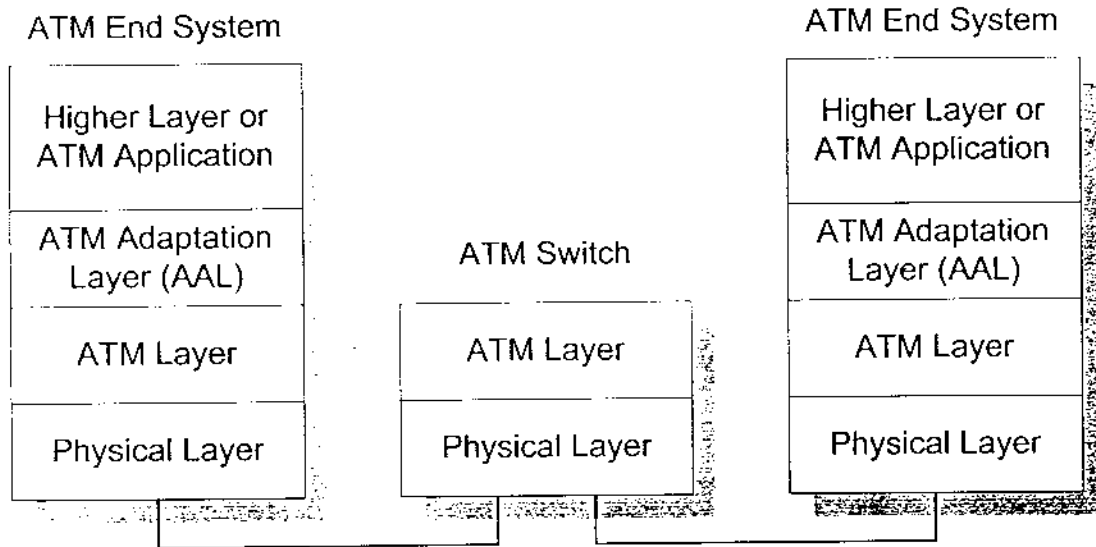 ATM End System
Higher Layer or
ATM Application
ATM Adaptation
Layer (AAL)
ATM Layer
Physical Layer
ATM Switch
ATM Layer
Physical Layer
ATM End System
Higher Layer or
ATM Application
ATM Adaptation
Layer (AAL)
ATM Layer
Physical Layer